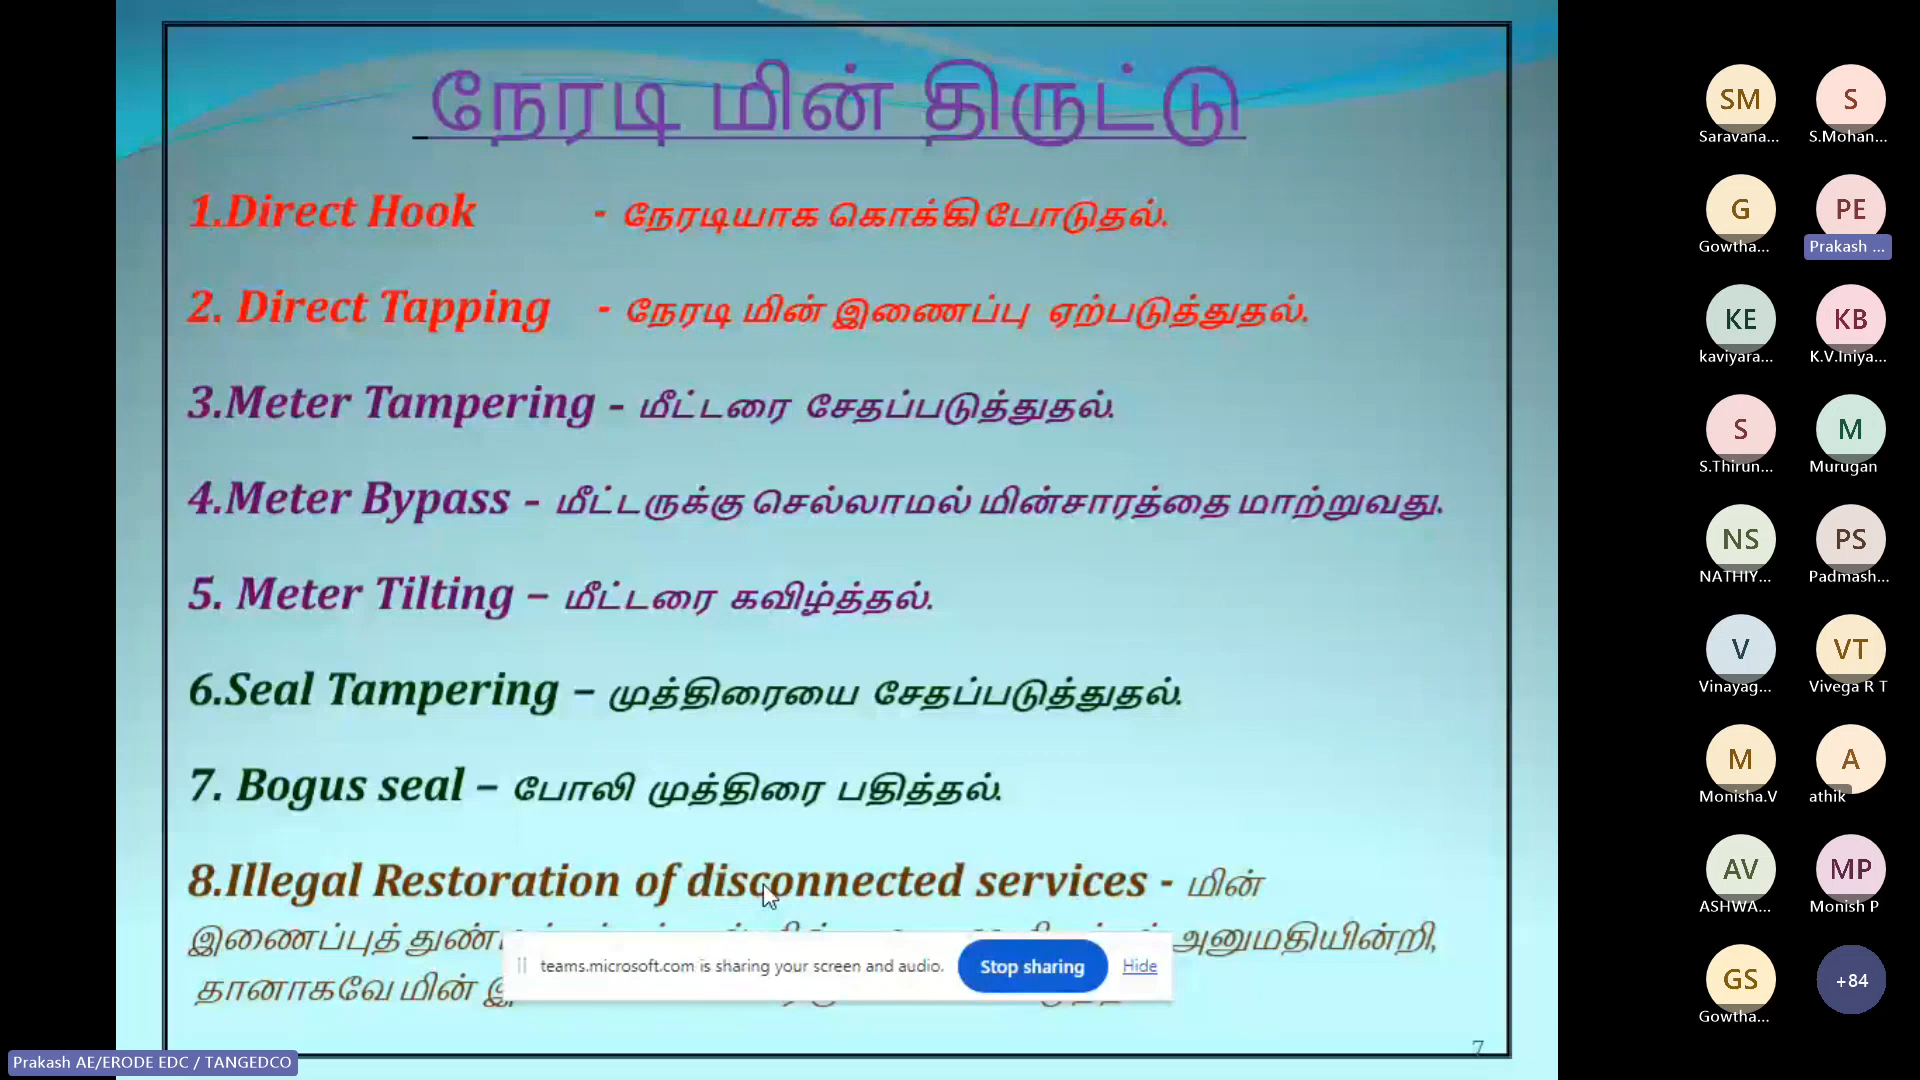 நேரடி மின் திருட்டு
1.Direct Hook - நேரடியாக கொக்கி போடுதல்.
2. Direct Tapping - நேரடி மின் இணைப்பு ஏற்படுத்துதல்.
3.Meter Tampering - மீட்டரை சேதப்படுத்துதல்.
4.Meter Bypass - மீட்டருக்கு செல்லாமல் மின்சாரத்தை மாற்றுவது.
5. Meter Tilting – மீட்டரை கவிழ்த்தல்.
6.Seal Tampering – முத்திரையை சேதப்படுத்துதல்.
7. Bogus seal – போலி முத்திரை பதித்தல்.
8.Illegal Restoration of disconnected services - மின்
இணைப்புத் அனுமதியின்றி,
தானாகவே மின்
teams.microsoft.com is sharing your screen and audio. Stop sharing Hide
7
Prakash AE/ERODE EDC / TANGEDCO
SM S
Saravana... S.Mohan...
G PE
Gowtha... Prakash ...
KE KB
kaviyara... K.V.Iniya...
S M
S.Thirun... Murugan
NS PS
NATHIY... Padmash...
V VT
Vinayag... Vivega R T
M A
Monisha.V athik
AV MP
ASHWA... Monish P
GS +84
Gowtha...